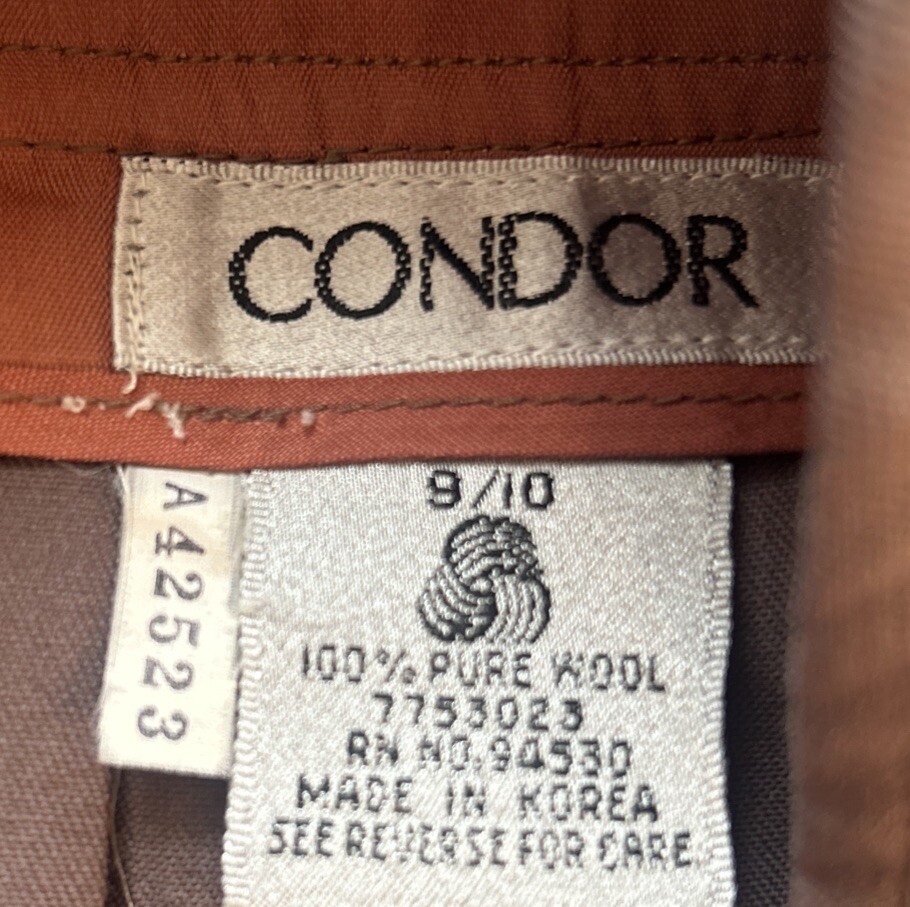 CONDOR
A42523
9/10
100% PURE WOOL
7753023
RN NO.94530
MADE IN KOREA
SEE REVERSE FOR CARE